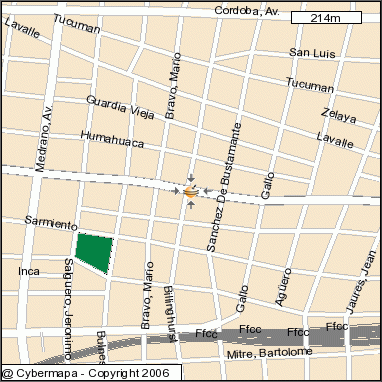 Cordoba, Av.
214m
Lavalle
Tucuman
San Luis
Bravo, Mario
Tucuman
Guardia Vieja
Zelaya
Medrano, Av.
Humahuaca
Lavalle
Sanchez De Bustamante
Gallo
Sarmiento
Inca
Saguero, Jeronimo
Bulnes
Bravo, Mario
Billinghurst
Gallo
Agüero
Jaures, Jean
Ffcc
Ffcc
Ffcc
Ffcc
Mitre, Bartolome
@ Cybermapa - Copyright 2006